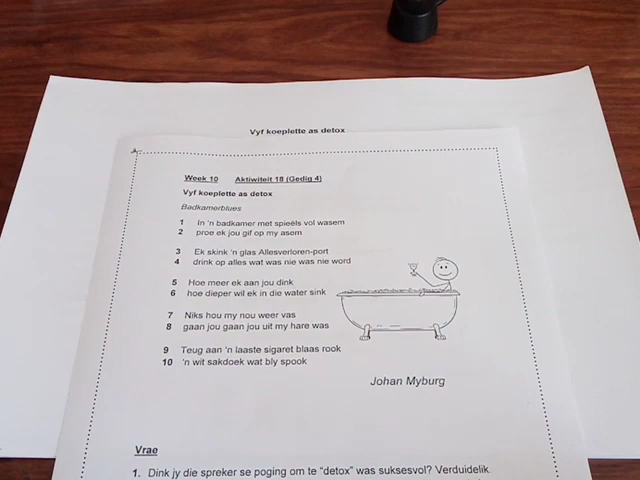 Vyf koeplette as detox
Week 10 Aktiwiteit 18 (Gedig 4)
Vyf koeplette as detox
Badkamerblues
1 In 'n badkamer met spieëls vol wasem
2 proe ek jou gif op my asem
3 Ek skink 'n glas Allesverloren-port
4 drink op alles wat was nie was nie word
5 Hoe meer ek aan jou dink
6 hoe dieper wil ek in die water sink
7 Niks hou my nou weer vas
8 gaan jou gaan jou uit my hare was
9 Teug aan 'n laaste sigaret blaas rook
10 'n wit sakdoek wat bly spook
Johan Myburg
Vrae
1. Dink jy die spreker se poging om te "detox" was suksesvol? Verduidelik